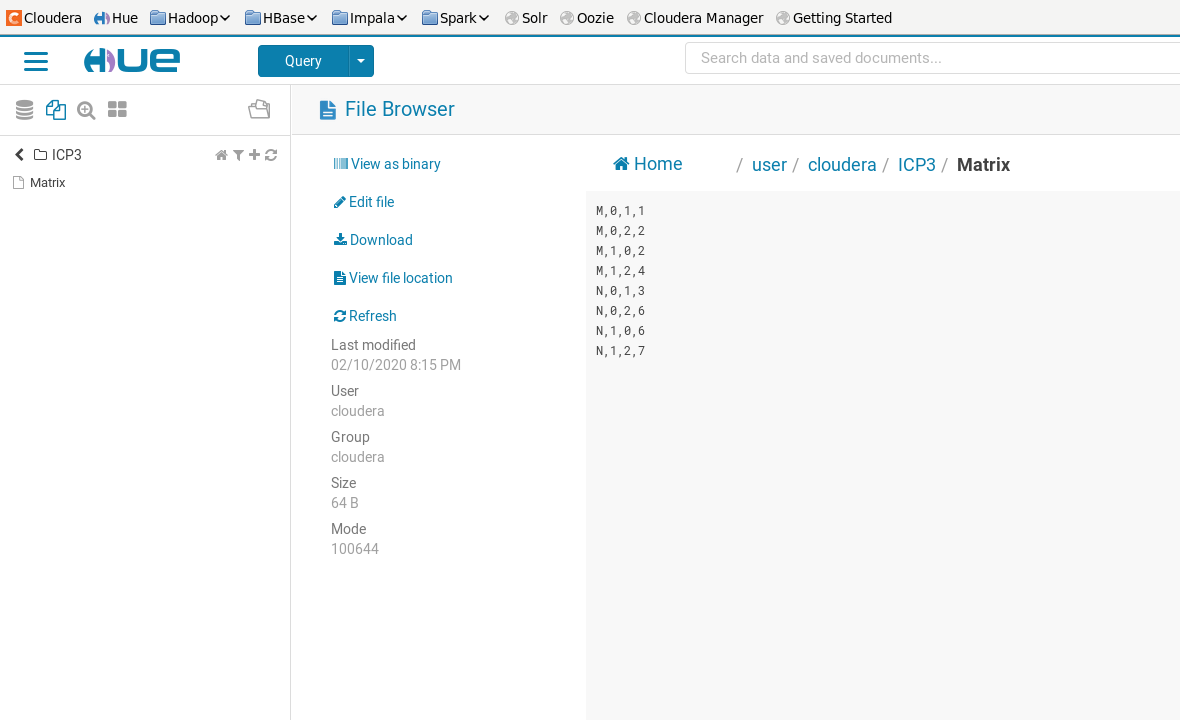 Cloudera Hue Hadoop HBase Impala Spark Solr Oozie Cloudera Manager Getting Started
HUE Query Search data and saved documents...
File Browser
ICP3
Matrix
View as binary
Edit file
Download
View file location
Refresh
Last modified
02/10/2020 8:15 PM
User
cloudera
Group
cloudera
Size
64 B
Mode
100644
Home / user / cloudera / ICP3 / Matrix
M,0,1,1
M,0,2,2
M,1,0,2
M,1,2,4
N,0,1,3
N,0,2,6
N,1,0,6
N,1,2,7